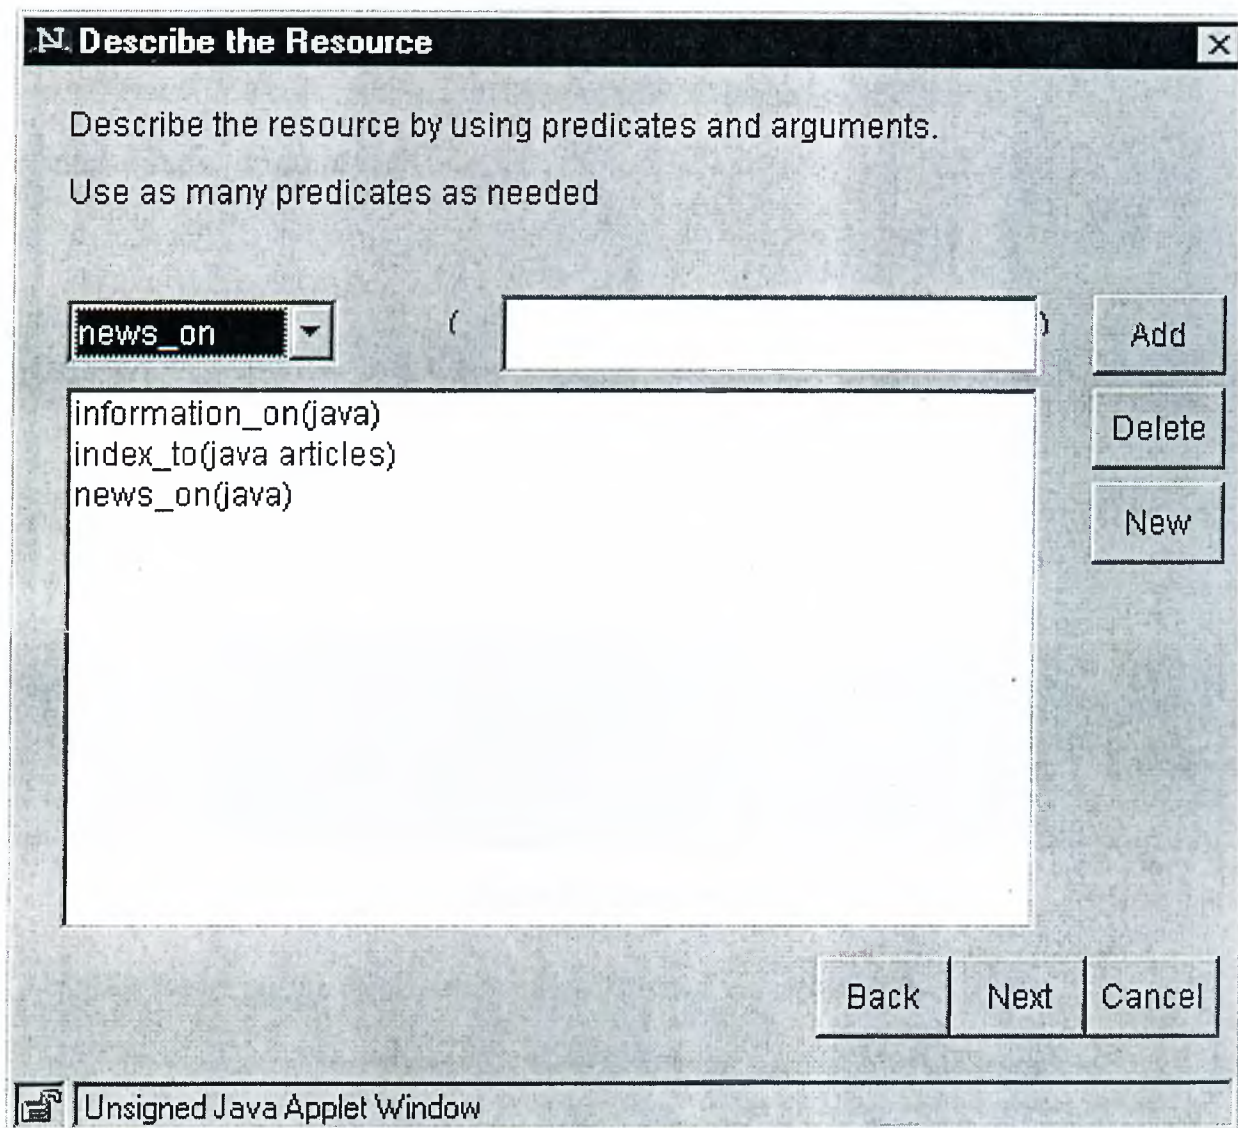 N Describe the Resource
Describe the resource by using predicates and arguments.
Use as many predicates as needed
news_on ( ) Add
information_on(java)
index_to(java articles)
news_on(java)
Delete
New
Back Next Cancel
Unsigned Java Applet Window